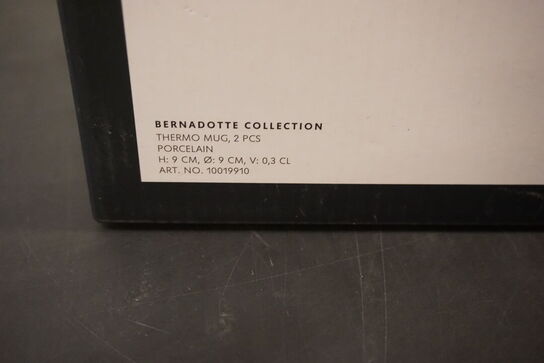 BERNADOTTE COLLECTION
THERMO MUG, 2 PCS
PORCELAIN
H: 9 CM, Ø: 9 CM, V: 0,3 CL
ART. NO. 10019910